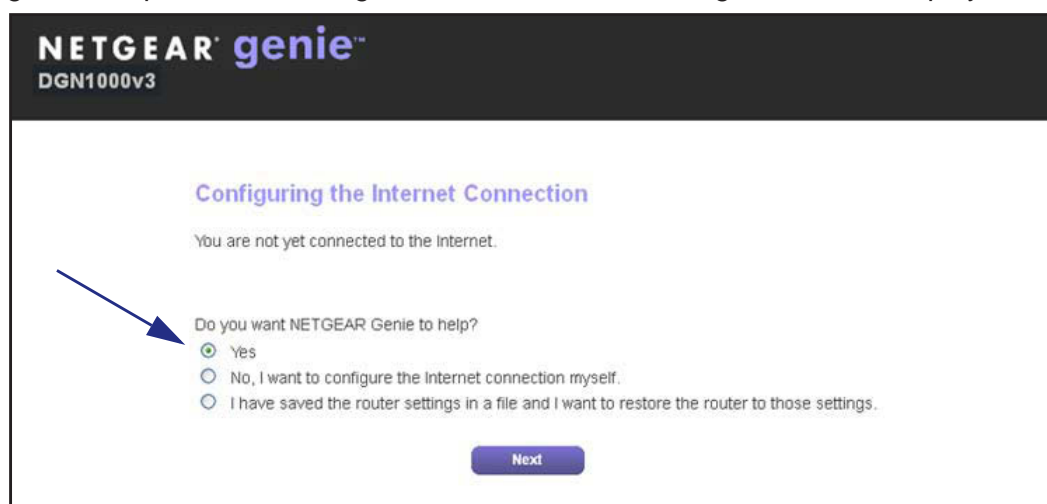 NETGEAR® genie™
DGN1000v3
Configuring the Internet Connection
You are not yet connected to the Internet.
Do you want NETGEAR Genie to help?
Yes
No, I want to configure the Internet connection myself.
I have saved the router settings in a file and I want to restore the router to those settings.
Next